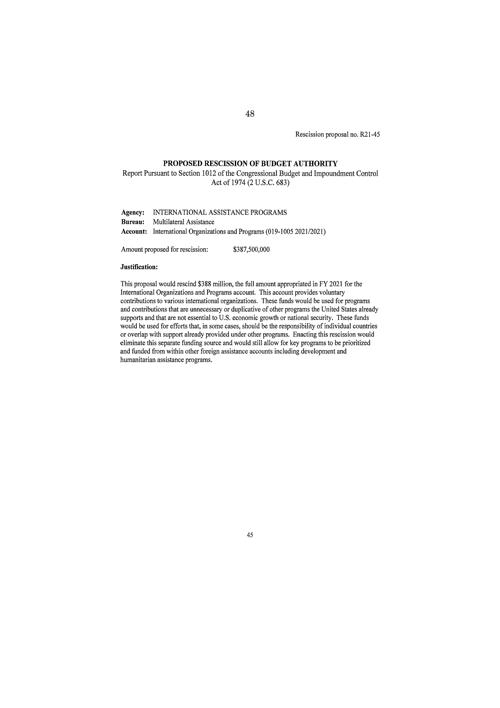 48
Rescission proposal no. R21-45
PROPOSED RESCISSION OF BUDGET AUTHORITY
Report Pursuant to Section 1012 of the Congressional Budget and Impoundment Control
Act of 1974 (2 U.S.C. 683)
Agency: INTERNATIONAL ASSISTANCE PROGRAMS
Bureau: Multilateral Assistance
Account: International Organizations and Programs (019-1005 2021/2021)
Amount proposed for rescission: $387,500,000
Justification:
This proposal would rescind $388 million, the full amount appropriated in FY 2021 for the
International Organizations and Programs account. This account provides voluntary
contributions to various international organizations. These funds would be used for programs
and contributions that are unnecessary or duplicative of other programs the United States already
supports and that are not essential to U.S. economic growth or national security. These funds
would be used for efforts that, in some cases, should be the responsibility of individual countries
or overlap with support already provided under other programs. Enacting this rescission would
eliminate this separate funding source and would still allow for key programs to be prioritized
and funded from within other foreign assistance accounts including development and
humanitarian assistance programs.
45